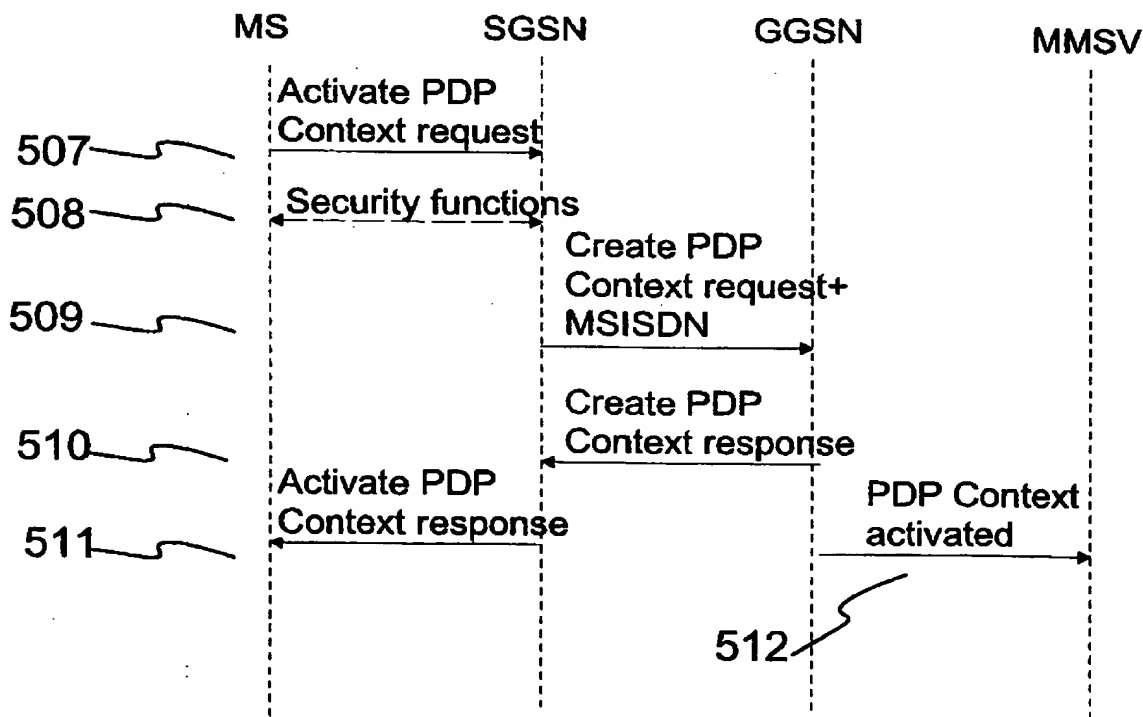 MS SGSN GGSN MMSV
Activate PDP
Context request
507
508 Security functions
Create PDP
Context request+
509 MSISDN
Create PDP
510 Context response
Activate PDP
Context response
511
PDP Context
activated
512